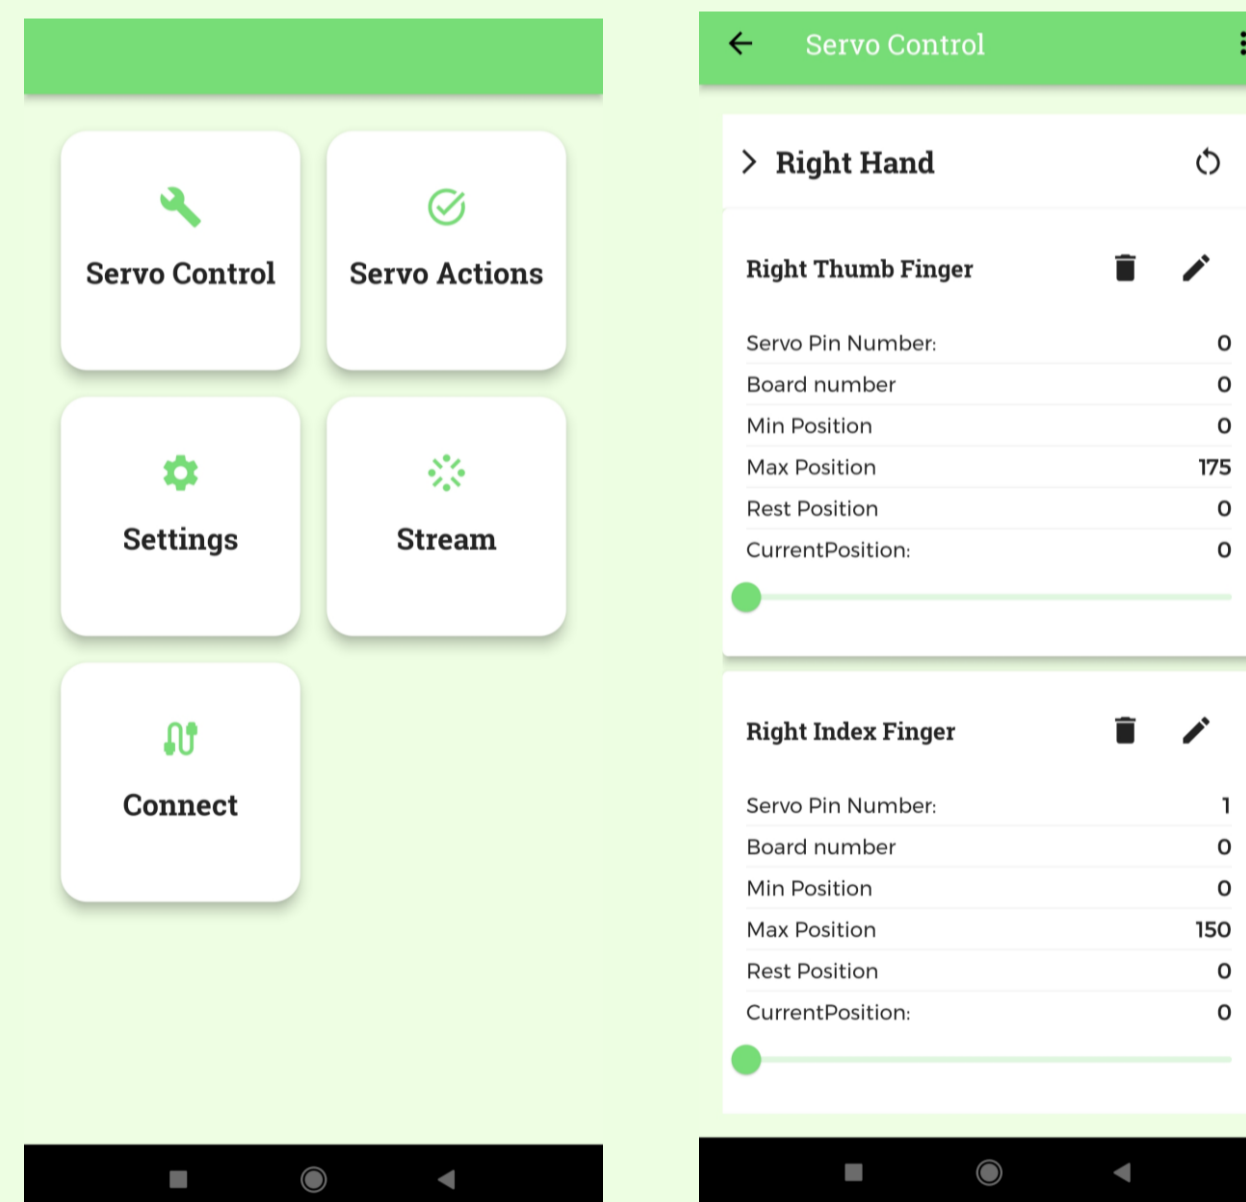 Servo Control
Servo Actions
Settings
Stream
Connect
Servo Control
Right Hand
Right Thumb Finger
Servo Pin Number: 0
Board number 0
Min Position 0
Max Position 175
Rest Position 0
CurrentPosition: 0
Right Index Finger
Servo Pin Number: 1
Board number 0
Min Position 0
Max Position 150
Rest Position 0
CurrentPosition: 0